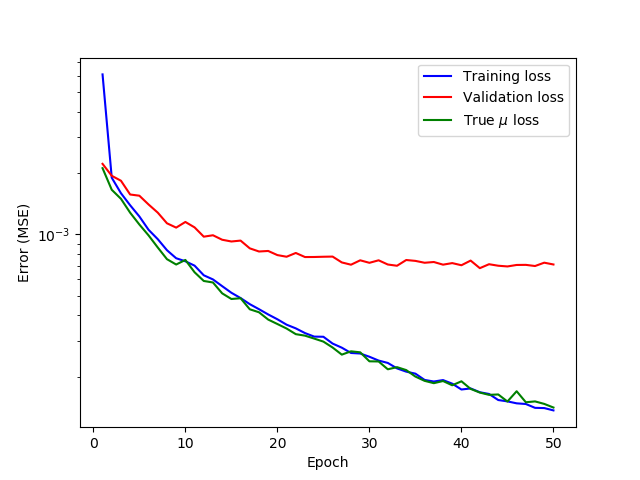 Training loss
Validation loss
True μ loss
10⁻³
Error (MSE)
0 10 20 30 40 50
Epoch